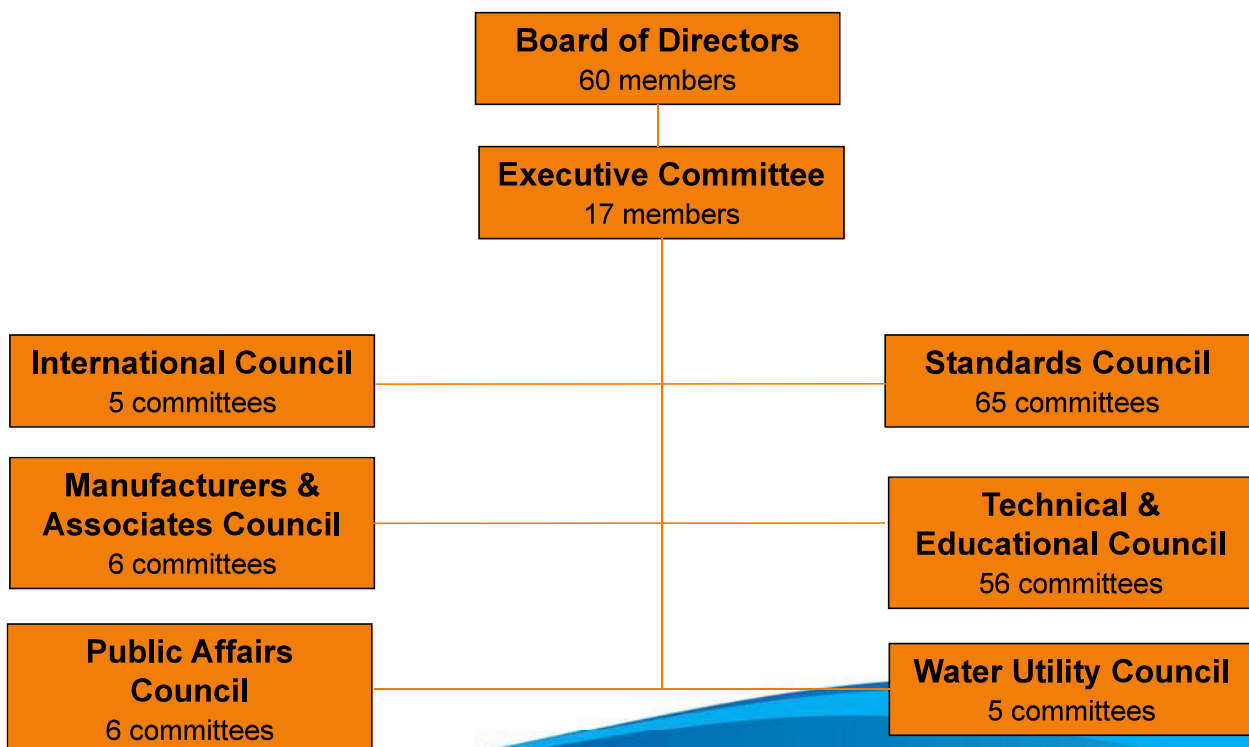 Board of Directors
60 members
Executive Committee
17 members
International Council
5 committees
Standards Council
65 committees
Manufacturers &
Associates Council
6 committees
Technical &
Educational Council
56 committees
Public Affairs
Council
6 committees
Water Utility Council
5 committees